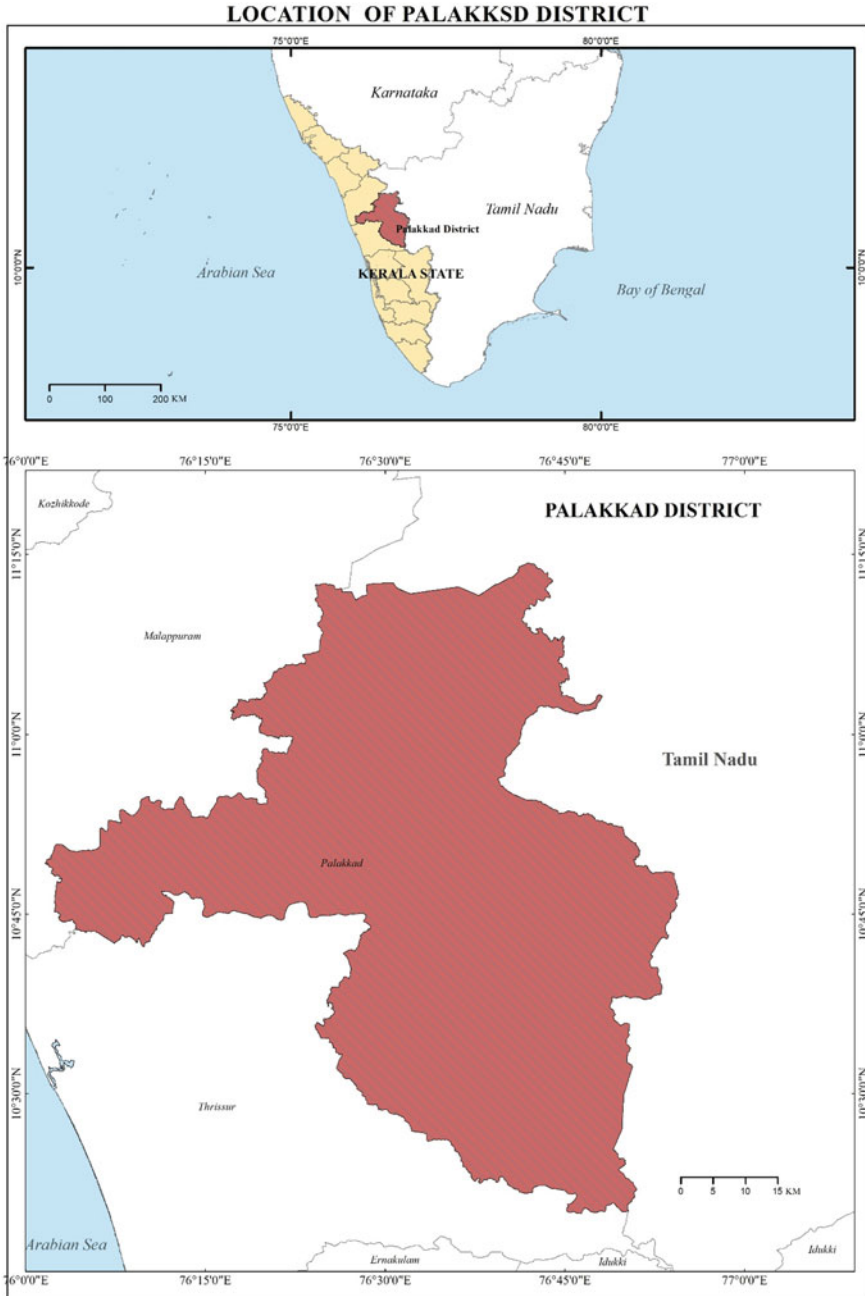 LOCATION OF PALAKKSD DISTRICT
75°0'0"E
80°0'0"E
Karnataka
Tamil Nadu
Palakkad District
10°0'0"N
Arabian Sea
KERALA STATE
10°0'0"N
Bay of Bengal
0 100 200 KM
75°0'0"E
80°0'0"E
76°0'0"E
76°15'0"E
76°30'0"E
76°45'0"E
77°0'0"E
Kozhikkode
PALAKKAD DISTRICT
11°15'0"N
11°15'0"N
Malappuram
11°0'0"N
11°0'0"N
Tamil Nadu
Palakkad
10°45'0"N
10°45'0"N
10°30'0"N
10°30'0"N
Thrissur
0 5 10 15 KM
Arabian Sea
Ernakulam
Idukki
Idukki
76°0'0"E
76°15'0"E
76°30'0"E
76°45'0"E
77°0'0"E